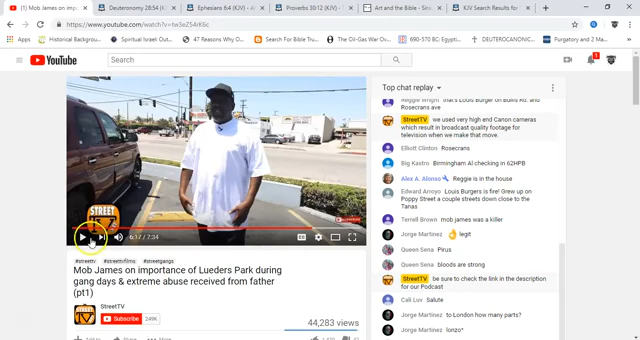 Mob James on im
Deuteronomy 28:54 (KJV)
Ephesians 6:4 (KJV)
Proverbs 30:12 (KJV)
Art and the Bible
KJV Search Results for
https://www.youtube.com/watch?v=tw3eZ54rK6c
Apps
Historical Background
Spiritual Israel Out
47 Reasons Why O
Search For Bible Tru
The Oil-Gas War Ov
690-570 BC: Egyptia
DEUTEROCANONIC
Purgatory and 2 Ma
YouTube
Search
1
STREET
TV
SUBSCRIBE
6:17 / 7:34
CC
#streettv #streettvfilms #streetgangs
Mob James on importance of Lueders Park during
gang days & extreme abuse received from father
(pt1)
StreetTV
Subscribe 249K
44,283 views
Top chat replay
Reggie Wright that's Louis Burger on Bullis Rd. and
Rosecrans ave
StreetTV we used very high end Canon cameras
which result in broadcast quality footage for
television when we make that move.
Elliott Clinton Rosecrans
Big Kastro Birmingham Al checking in 62HPB
Alex A. Alonso Reggie is in the house
Edward Arroyo Louis Burgers is fire! Grew up on
Poppy Street a couple streets down close to the
Tanas
Terrell Brown mob james was a killer
Jorge Martinez legit
Queen Sena Pirus
Queen Sena bloods are strong
StreetTV be sure to check the link in the description
for our Podcast
Cali Luv Salute
Jorge Martinez to London how many parts?
Jorge Martinez lonzo*